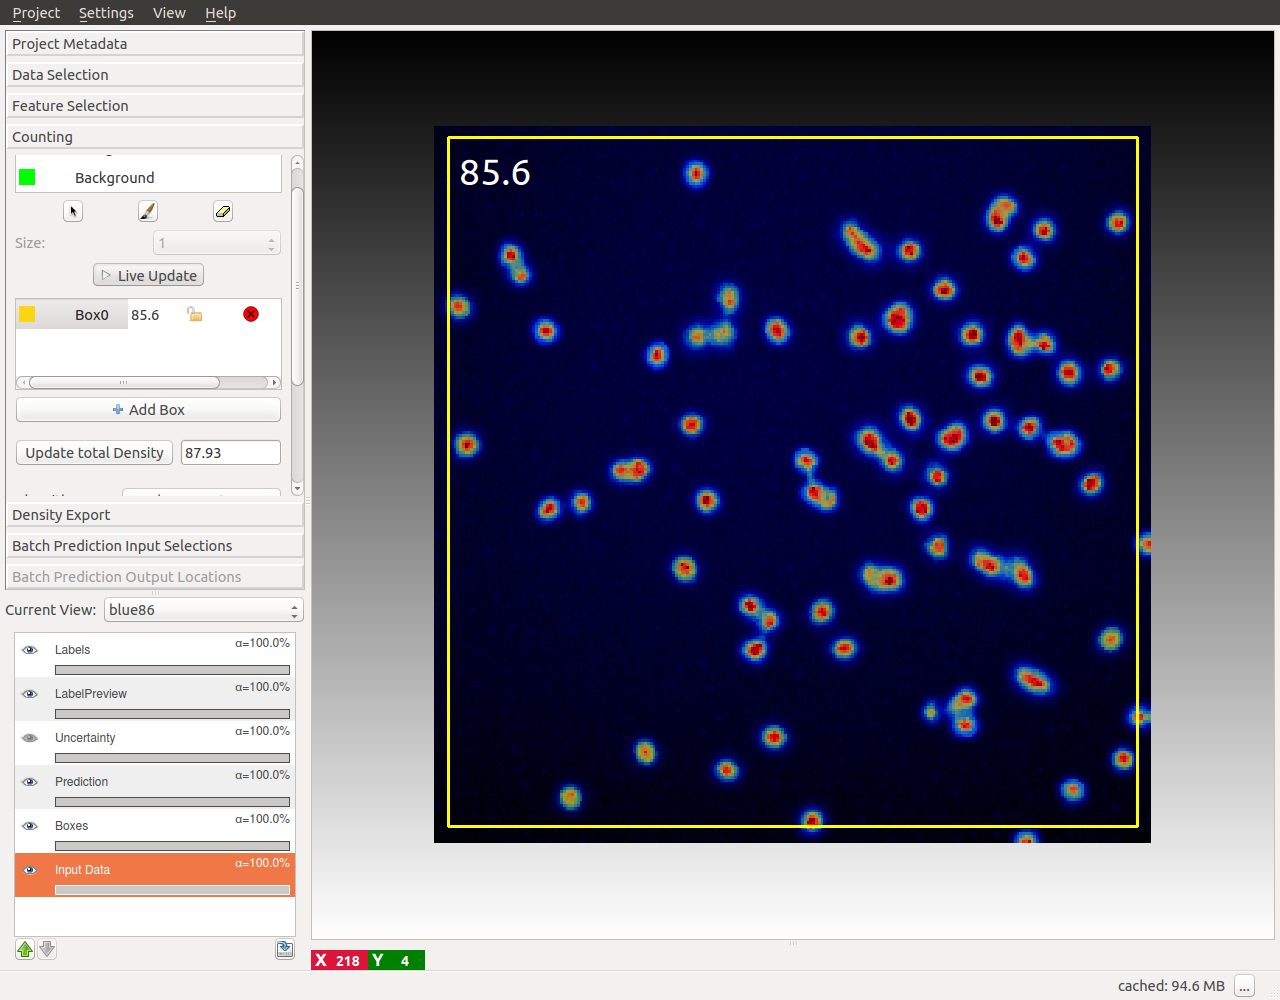 Project Settings View Help
Project Metadata
Data Selection
Feature Selection
Counting
Background
Size: 1
Live Update
Box0 85.6
Add Box
Update total Density 87.93
Density Export
Batch Prediction Input Selections
Batch Prediction Output Locations
Current View: blue86
Labels α=100.0%
LabelPreview α=100.0%
Uncertainty α=100.0%
Prediction α=100.0%
Boxes α=100.0%
Input Data α=100.0%
85.6
X 218 Y 4
cached: 94.6 MB ...